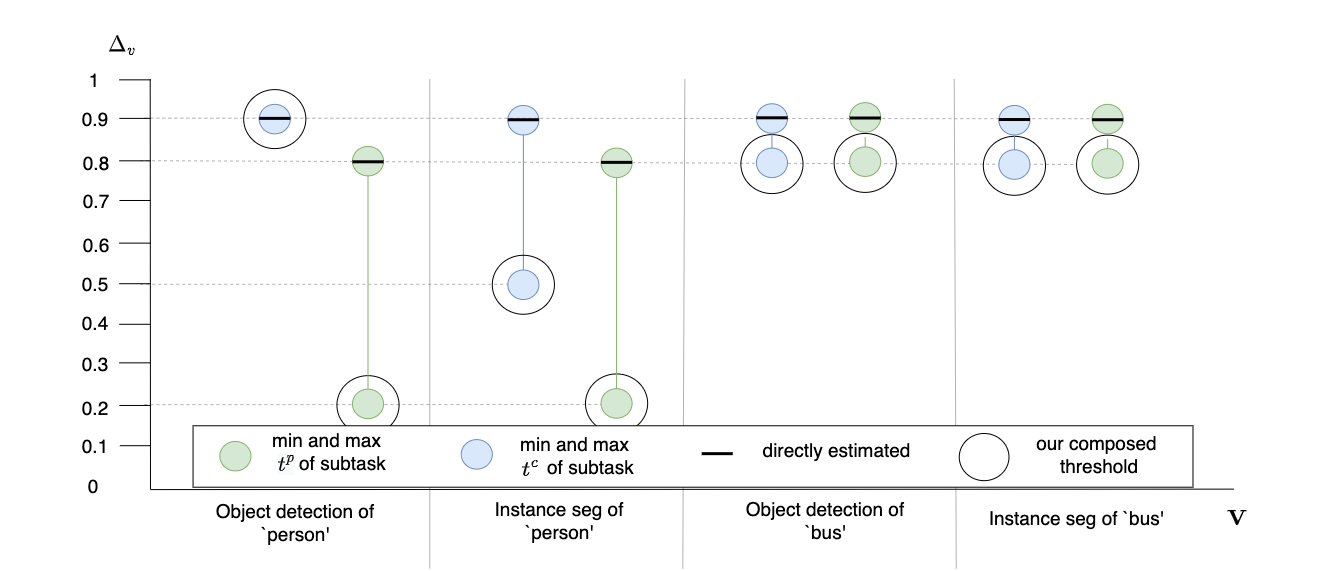 Δv
1
0.9
0.8
0.7
0.6
0.5
0.4
0.3
0.2
0.1
0
min and max
t^p of subtask
min and max
t^c of subtask
directly estimated
our composed
threshold
Object detection of
`person'
Instance seg of
`person'
Object detection of
`bus'
Instance seg of `bus'
V